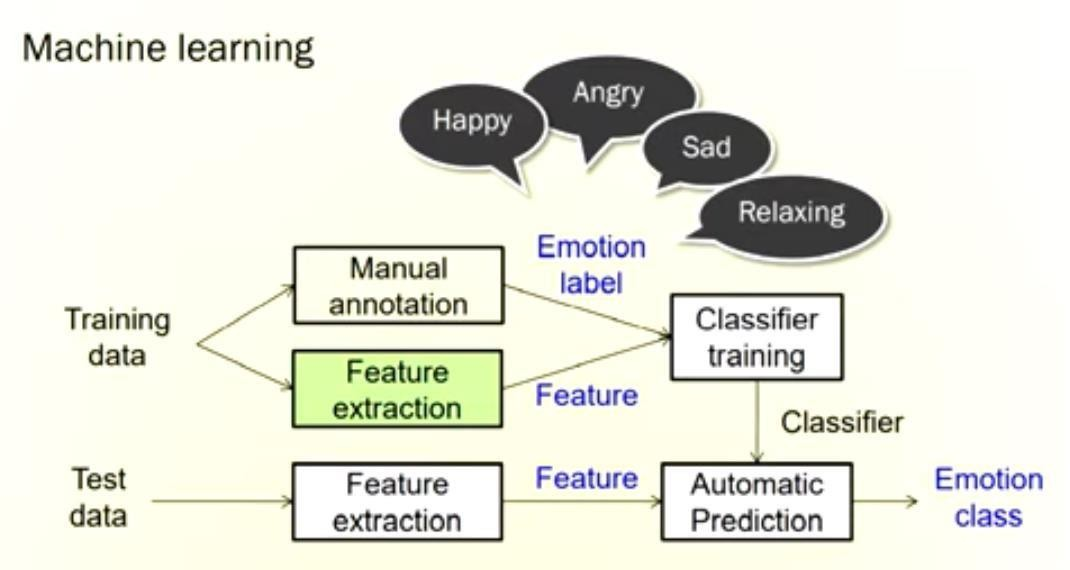 Machine learning
Happy
Angry
Sad
Relaxing
Manual
annotation
Emotion
label
Training
data
Classifier
training
Feature
extraction
Feature
Classifier
Test
data
Feature
extraction
Feature
Automatic
Prediction
Emotion
class